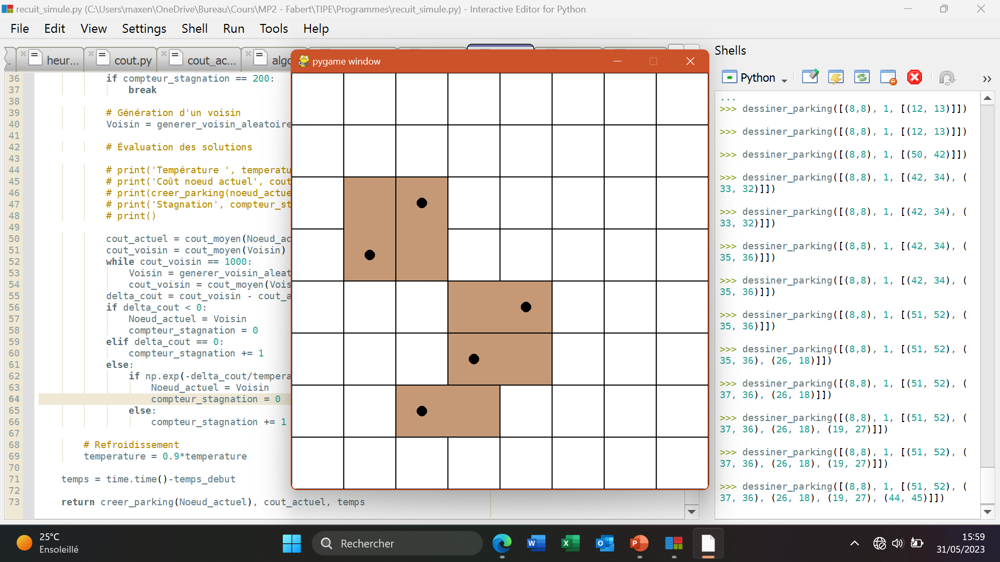 recuit_simule.py (C:\Users\maxen\OneDrive\Bureau\Cours\MP2 - Fabert\TIPE\Programmes\recuit_simule.py) - Interactive Editor for Python
File Edit View Settings Shell Run Tools Help
heur... cout.py cout_ac... algo
36 if compteur_stagnation == 200:
37 break
38
39 # Génération d'un voisin
40 Voisin = generer_voisin_aleatoire
41
42 # Évaluation des solutions
43
44 # print('Température ', temperatu
45 # print('Coût noeud actuel', cout
46 # print(creer_parking(noeud_actue
47 # print('Stagnation', compteur_st
48 # print()
49
50 cout_actuel = cout_moyen(Noeud_ac
51 cout_voisin = cout_moyen(Voisin)
52 while cout_voisin == 1000:
53 Voisin = generer_voisin_aleat
54 cout_voisin = cout_moyen(Vois
55 delta_cout = cout_voisin - cout_a
56 if delta_cout < 0:
57 Noeud_actuel = Voisin
58 compteur_stagnation = 0
59 elif delta_cout == 0:
60 compteur_stagnation += 1
61 else:
62 if np.exp(-delta_cout/tempera
63 Noeud_actuel = Voisin
64 compteur_stagnation = 0
65 else:
66 compteur_stagnation += 1
67
68 # Refroidissement
69 temperature = 0.9*temperature
70
71 temps = time.time()-temps_debut
72
73 return creer_parking(Noeud_actuel), cout_actuel, temps
pygame window
Shells
Python
...
>>> dessiner_parking([(8,8), 1, [(12, 13)]])
>>> dessiner_parking([(8,8), 1, [(12, 13)]])
>>> dessiner_parking([(8,8), 1, [(50, 42)]])
>>> dessiner_parking([(8,8), 1, [(42, 34), (
33, 32)]])
>>> dessiner_parking([(8,8), 1, [(42, 34), (
33, 32)]])
>>> dessiner_parking([(8,8), 1, [(42, 34), (
35, 36)]])
>>> dessiner_parking([(8,8), 1, [(42, 34), (
35, 36)]])
>>> dessiner_parking([(8,8), 1, [(51, 52), (
35, 36)]])
>>> dessiner_parking([(8,8), 1, [(51, 52), (
35, 36), (26, 18)]])
>>> dessiner_parking([(8,8), 1, [(51, 52), (
37, 36), (26, 18)]])
>>> dessiner_parking([(8,8), 1, [(51, 52), (
37, 36), (26, 18), (19, 27)]])
>>> dessiner_parking([(8,8), 1, [(51, 52), (
37, 36), (26, 18), (19, 27)]])
>>> dessiner_parking([(8,8), 1, [(51, 52), (
37, 36), (26, 18), (19, 27), (44, 45)]])
25°C
Ensoleillé
Rechercher
15:59
31/05/2023